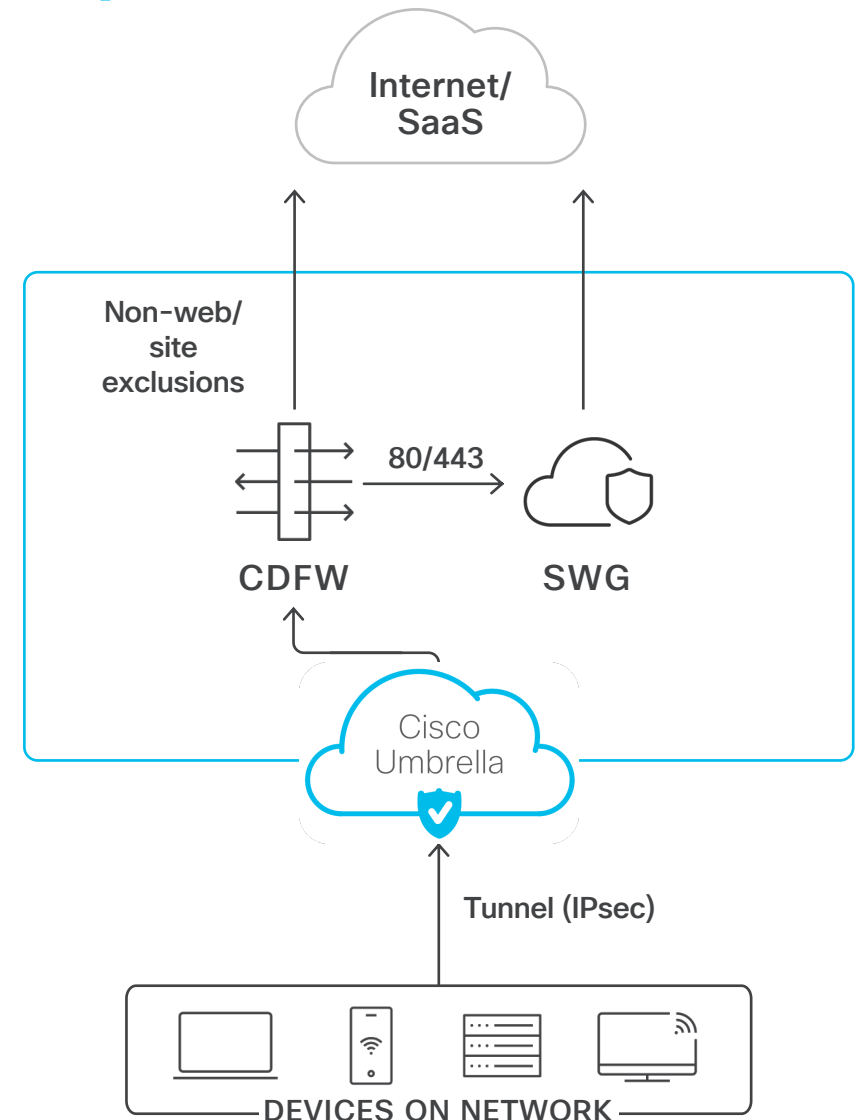 Internet/
SaaS
Non-web/
site
exclusions
80/443
CDFW
SWG
Cisco
Umbrella
Tunnel (IPsec)
DEVICES ON NETWORK